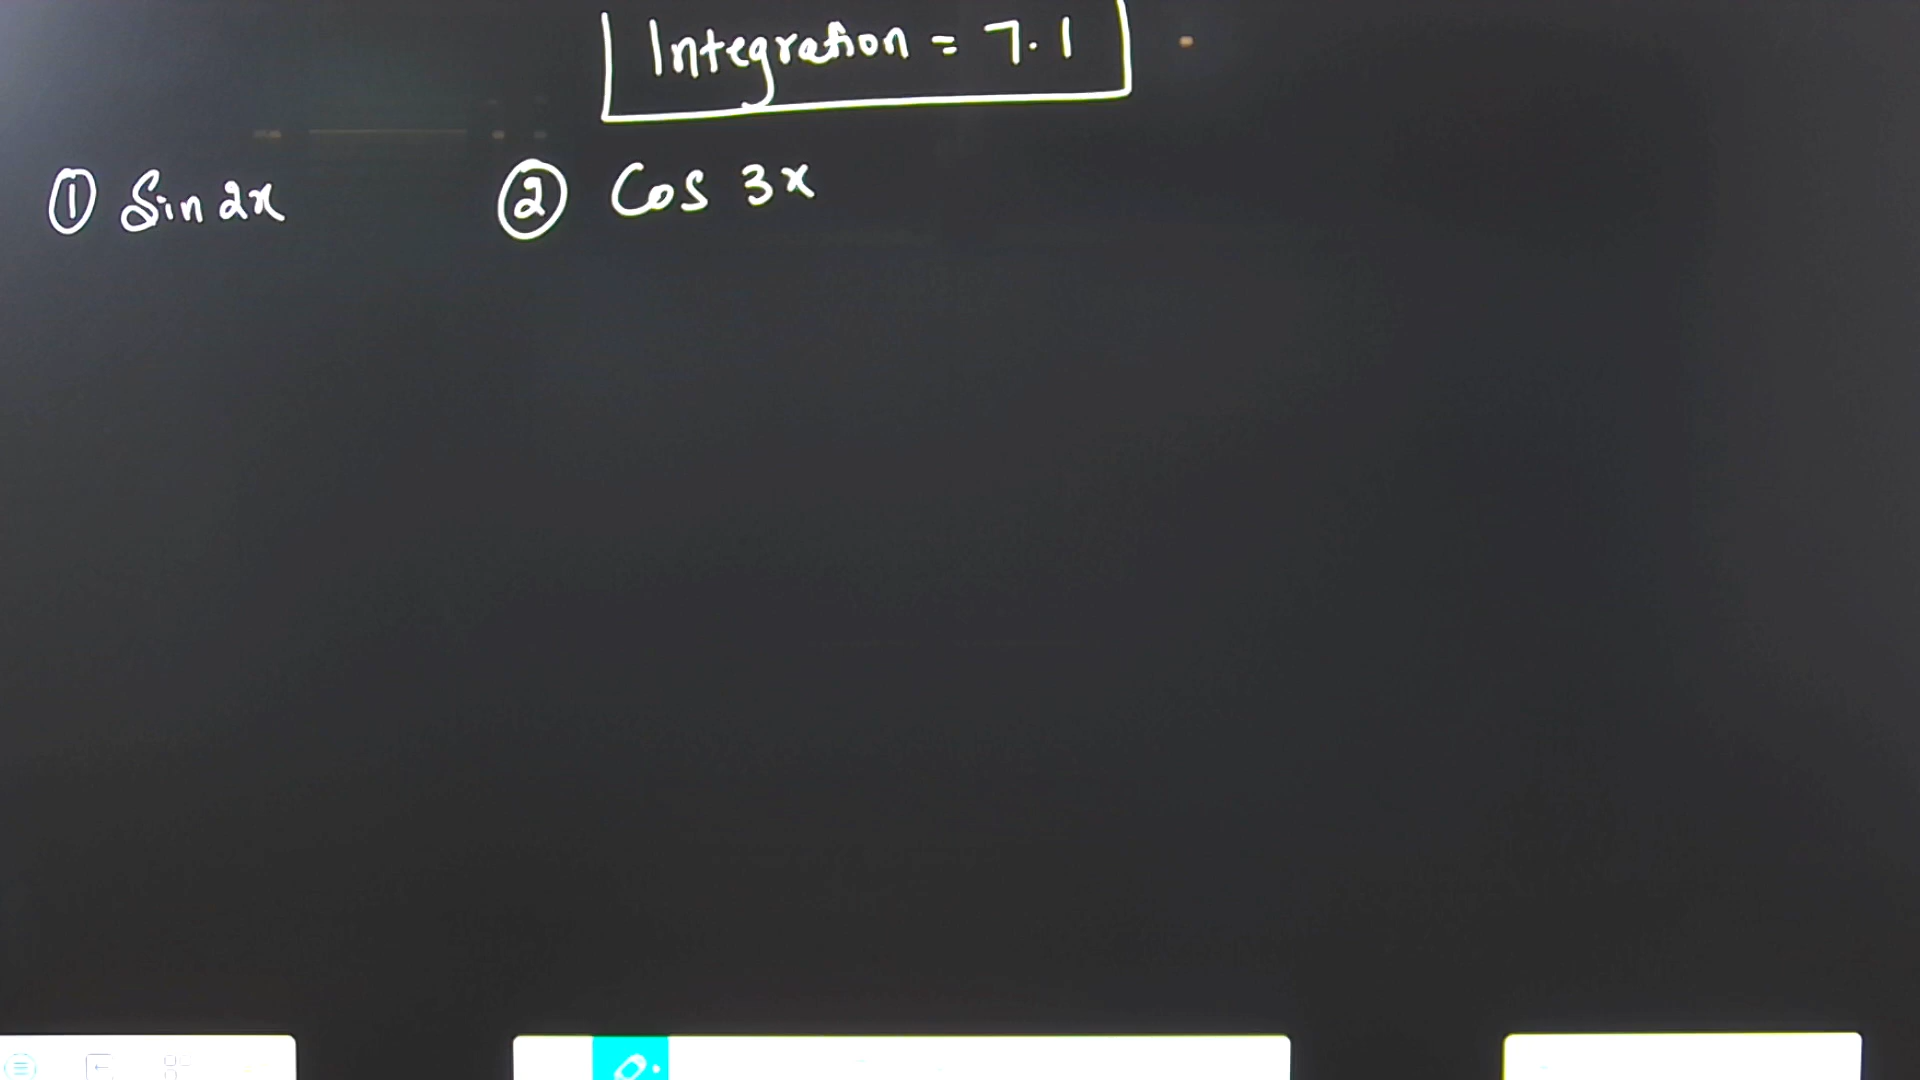 Integration = 7.1
① Sin 2x ② Cos 3x